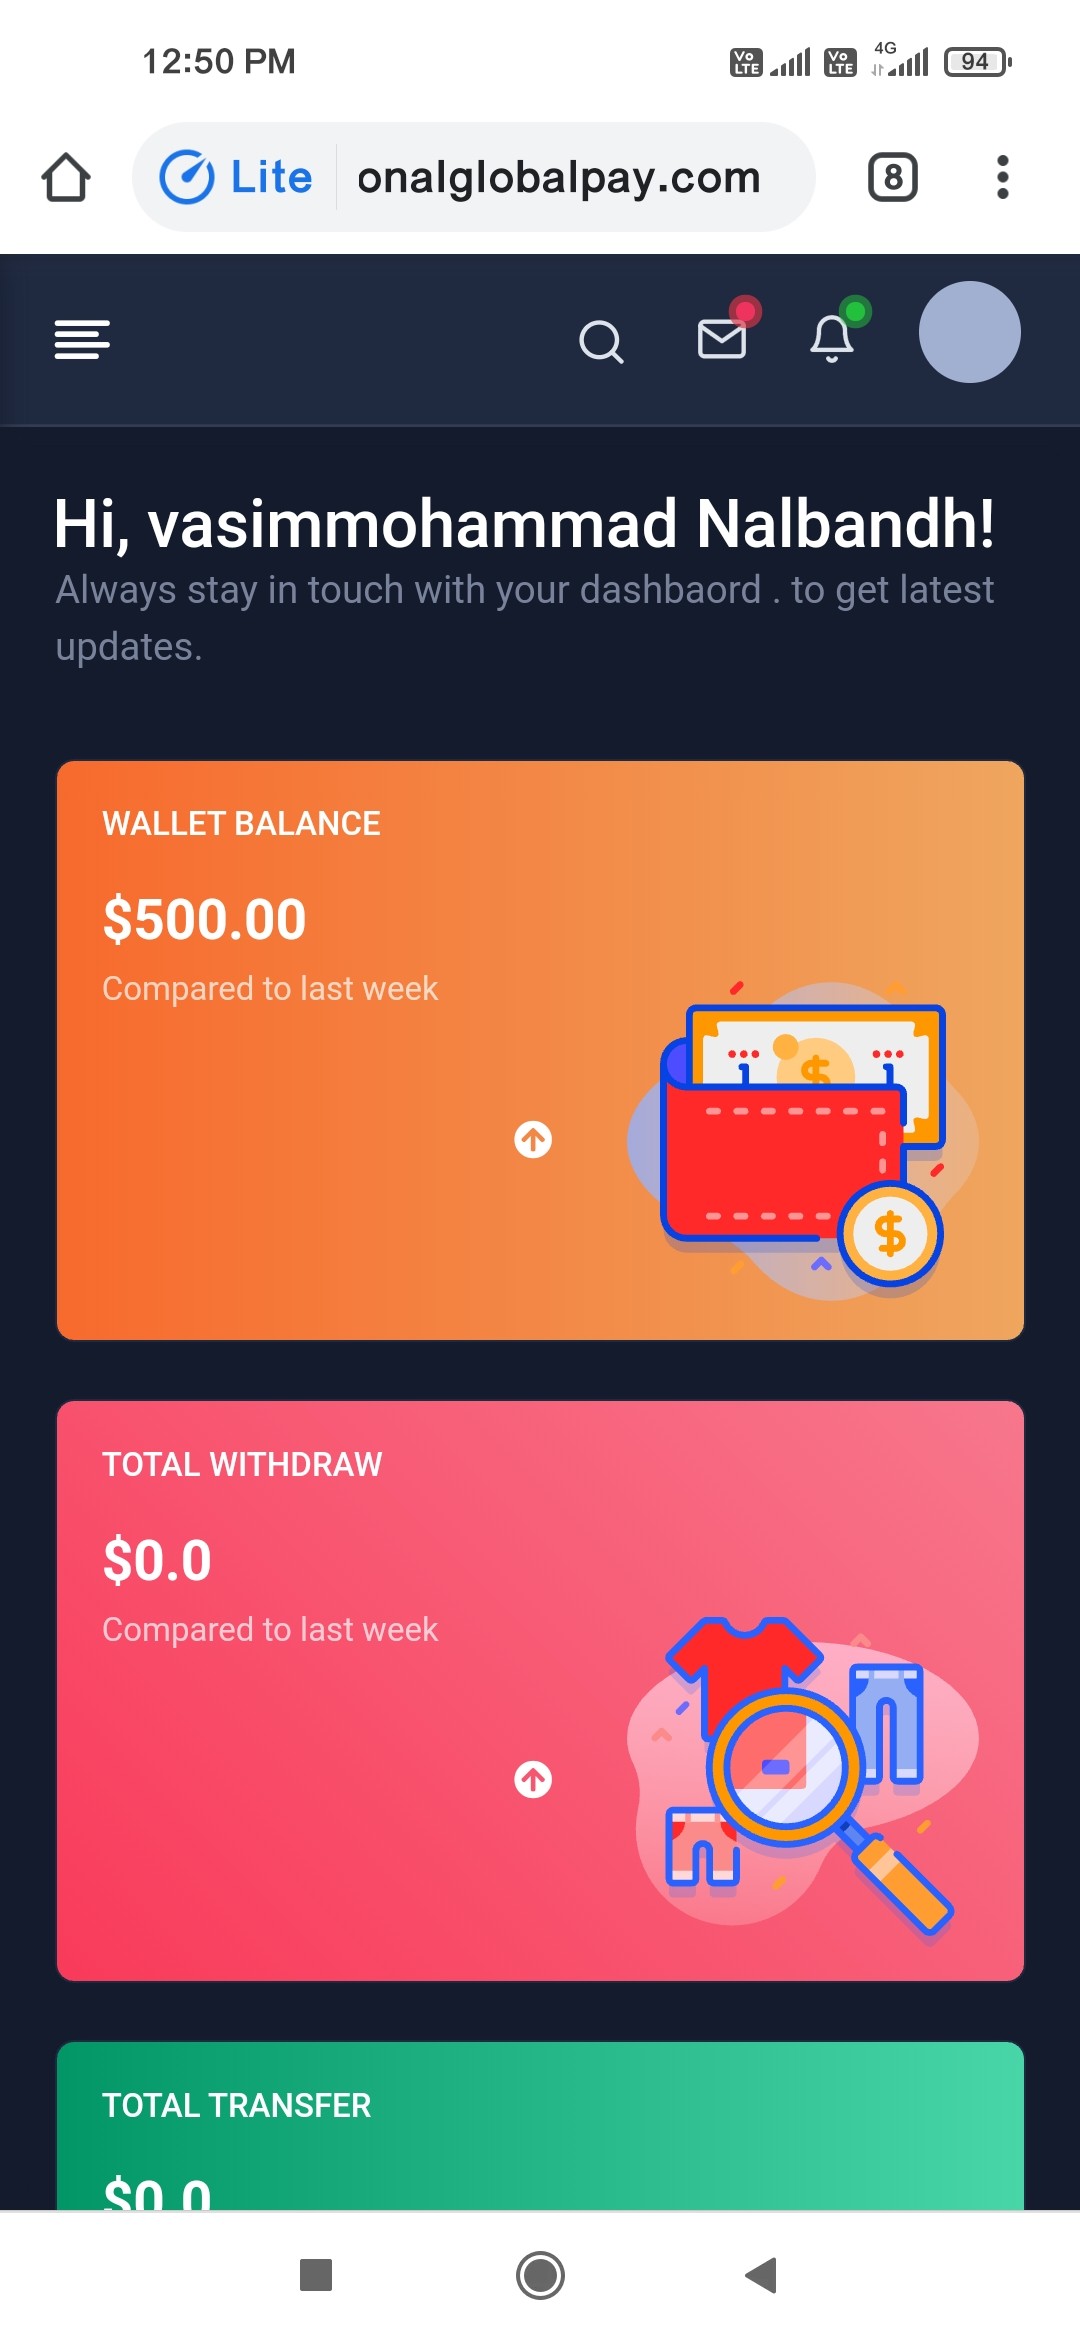 12:50 PM
Vo LTE
Vo LTE
4G
94
Lite
onalglobalpay.com
8
Hi, vasimmohammad Nalbandh!
Always stay in touch with your dashbaord . to get latest
updates.
WALLET BALANCE
$500.00
Compared to last week
TOTAL WITHDRAW
$0.0
Compared to last week
TOTAL TRANSFER
$0.0